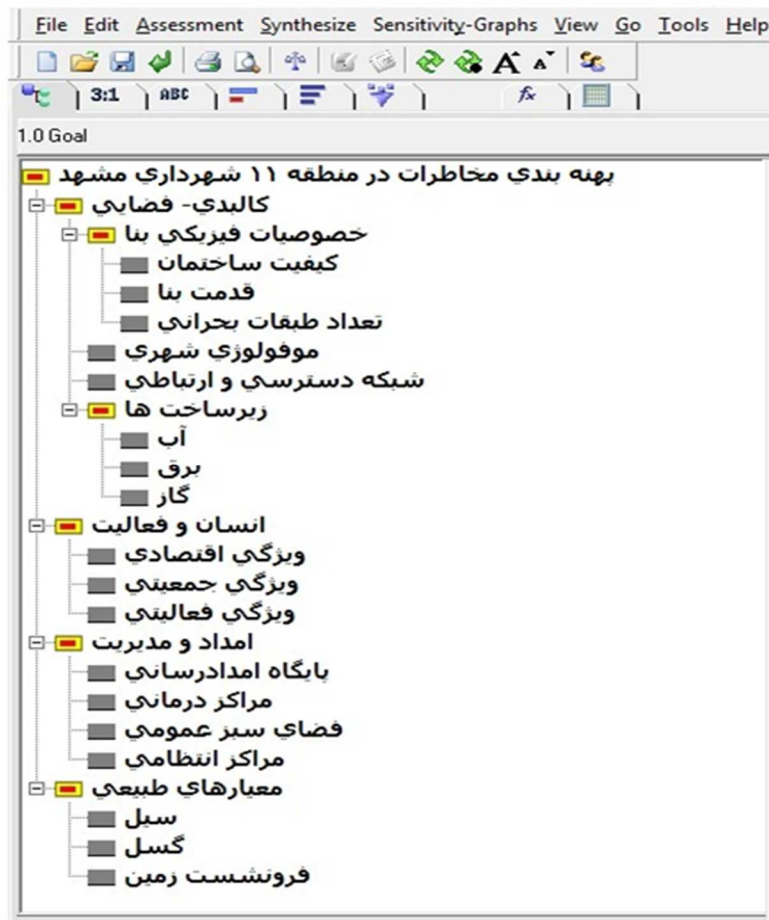 File Edit Assessment Synthesize Sensitivity-Graphs View Go Tools Help
A A
3:1 ABC fx
1.0 Goal
پهنه بندي مخاطرات در منطقه ۱۱ شهرداري مشهد
كالبدي- فضايي
خصوصيات فيزيكي بنا
كيفيت ساختمان
قدمت بنا
تعداد طبقات بحراني
موفولوژي شهري
شبكه دسترسي و ارتباطي
زيرساخت ها
آب
برق
گاز
انسان و فعاليت
ويژگي اقتصادي
ويژگي جمعيتي
ويژگي فعاليتي
امداد و مديريت
پايگاه امدادرساني
مراكز درماني
فضاي سبز عمومي
مراكز انتظامي
معيارهاي طبيعي
سيل
گسل
فرونشست زمين